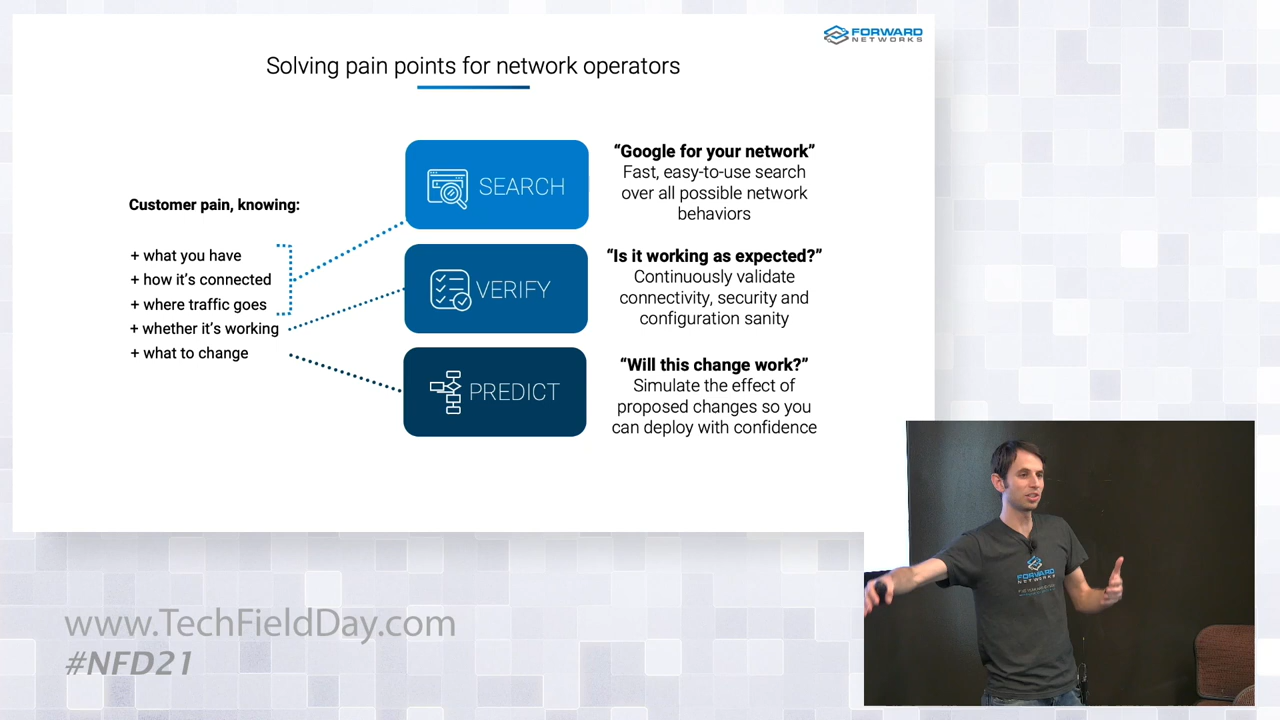 FORWARD
NETWORKS
Solving pain points for network operators
Customer pain, knowing:
+ what you have
+ how it's connected
+ where traffic goes
+ whether it's working
+ what to change
SEARCH
VERIFY
PREDICT
“Google for your network”
Fast, easy-to-use search
over all possible network
behaviors
“Is it working as expected?”
Continuously validate
connectivity, security and
configuration sanity
“Will this change work?”
Simulate the effect of
proposed changes so you
can deploy with confidence
www.TechFieldDay.com
#NFD21
FORWARD
NETWORKS